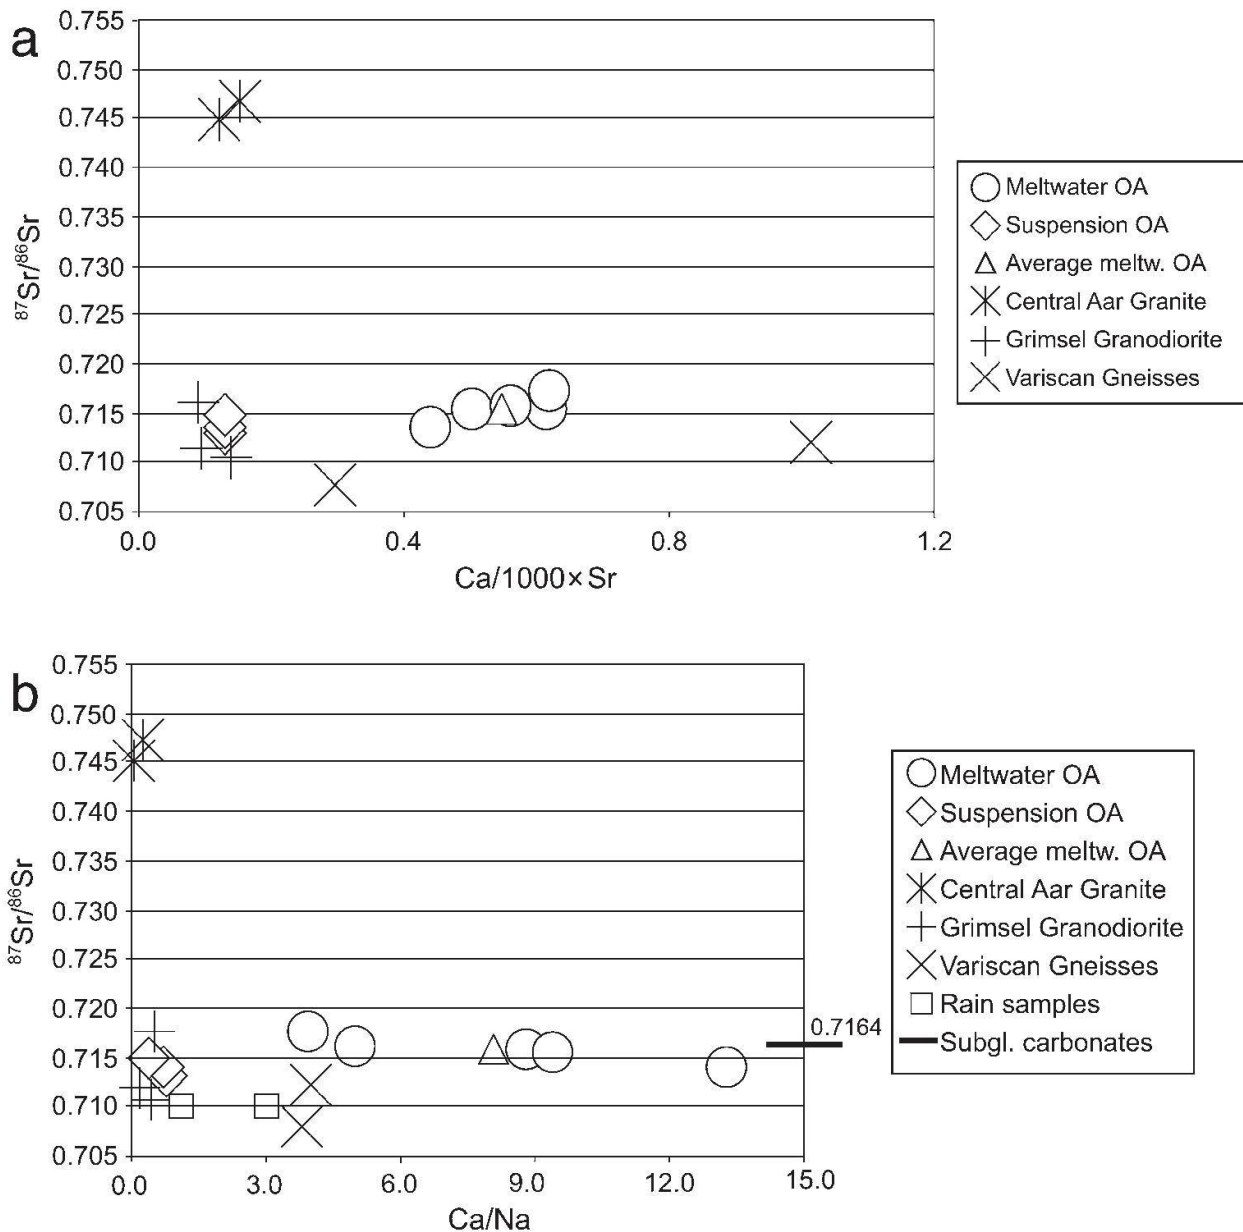 a
0.755
0.750
0.745
0.740
0.735
0.730
0.725
0.720
0.715
0.710
0.705
0.0 0.4 0.8 1.2
87Sr/86Sr
Ca/1000×Sr
Meltwater OA
Suspension OA
Average meltw. OA
Central Aar Granite
Grimsel Granodiorite
Variscan Gneisses
b
0.755
0.750
0.745
0.740
0.735
0.730
0.725
0.720
0.715
0.710
0.705
0.0 3.0 6.0 9.0 12.0 15.0
87Sr/86Sr
Ca/Na
0.7164
Meltwater OA
Suspension OA
Average meltw. OA
Central Aar Granite
Grimsel Granodiorite
Variscan Gneisses
Rain samples
Subgl. carbonates